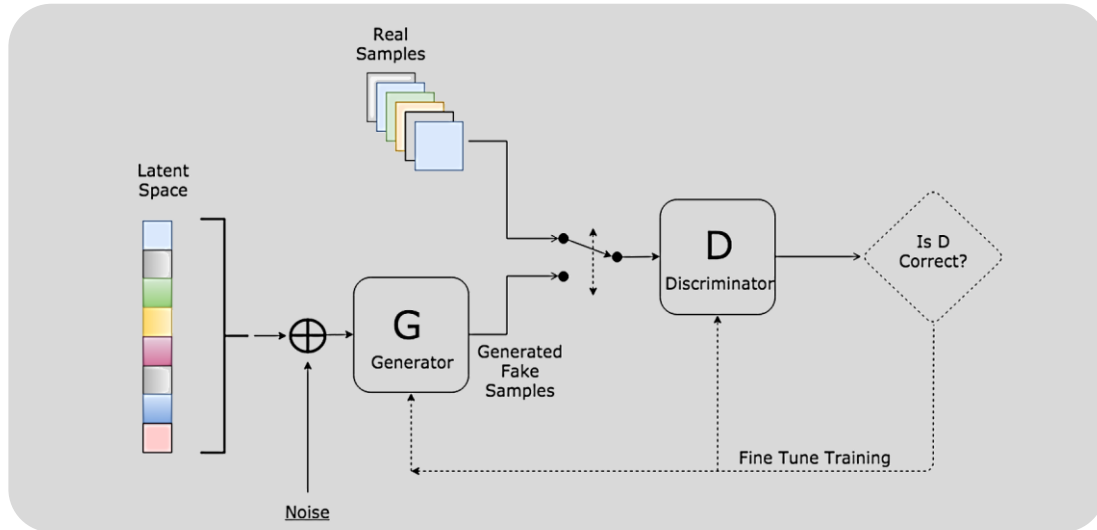 Real
Samples
Latent
Space
Is D
Correct?
D
Discriminator
G
Generator
Generated
Fake
Samples
Fine Tune Training
Noise